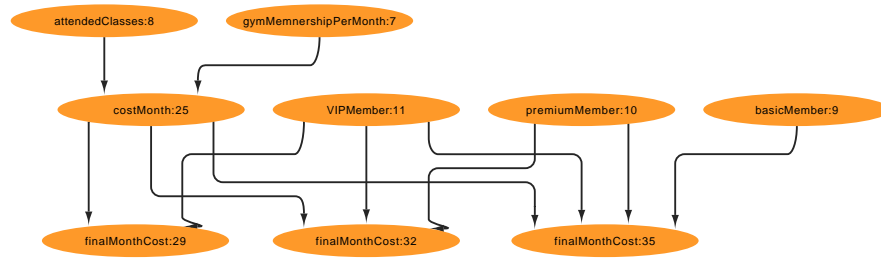 attendedClasses:8
gymMemnershipPerMonth:7
costMonth:25
VIPMember:11
premiumMember:10
basicMember:9
finalMonthCost:29
finalMonthCost:32
finalMonthCost:35